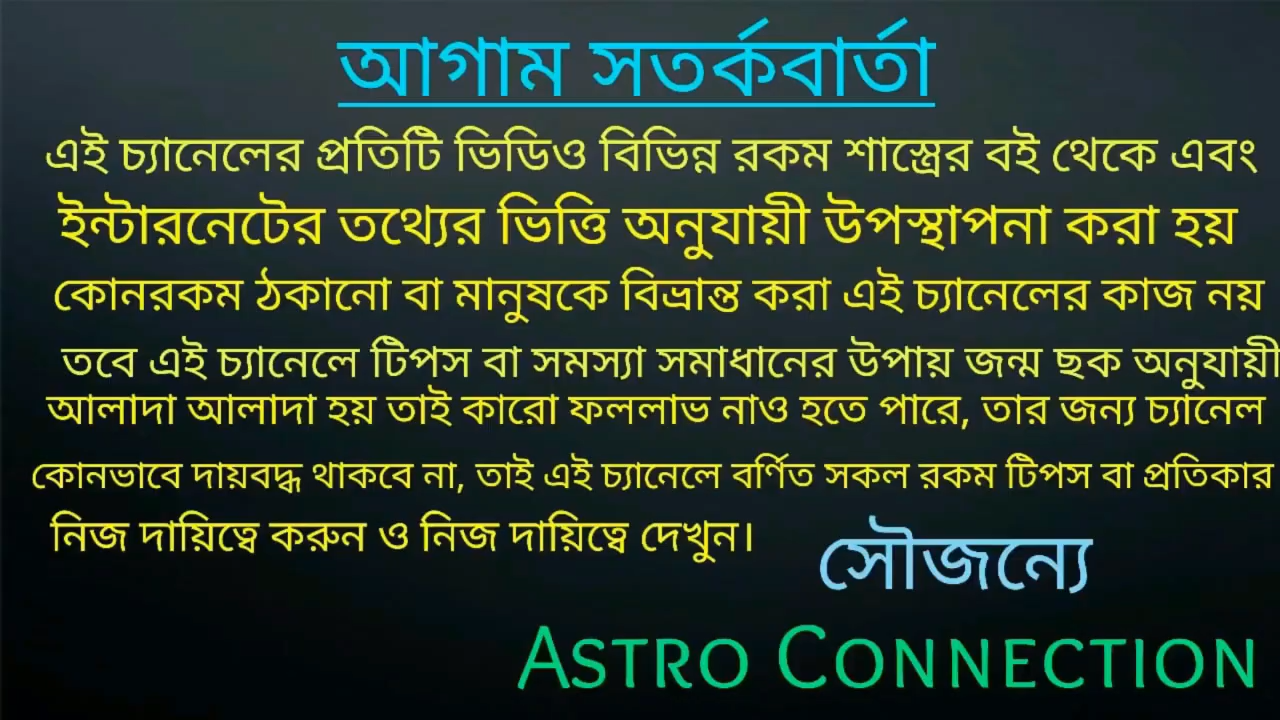 আগাম সতর্কবার্তা
এই চ্যানেলের প্রতিটি ভিডিও বিভিন্ন রকম শাস্ত্রের বই থেকে এবং
ইন্টারনেটের তথ্যের ভিত্তি অনুযায়ী উপস্থাপনা করা হয়
কোনরকম ঠকানো বা মানুষকে বিভ্রান্ত করা এই চ্যানেলের কাজ নয়
তবে এই চ্যানেলে টিপস বা সমস্যা সমাধানের উপায় জন্ম ছক অনুযায়ী
আলাদা আলাদা হয় তাই কারো ফললাভ নাও হতে পারে, তার জন্য চ্যানেল
কোনভাবে দায়বদ্ধ থাকবে না, তাই এই চ্যানেলে বর্ণিত সকল রকম টিপস বা প্রতিকার
নিজ দায়িত্বে করুন ও নিজ দায়িত্বে দেখুন।
সৌজন্যে
ASTRO CONNECTION